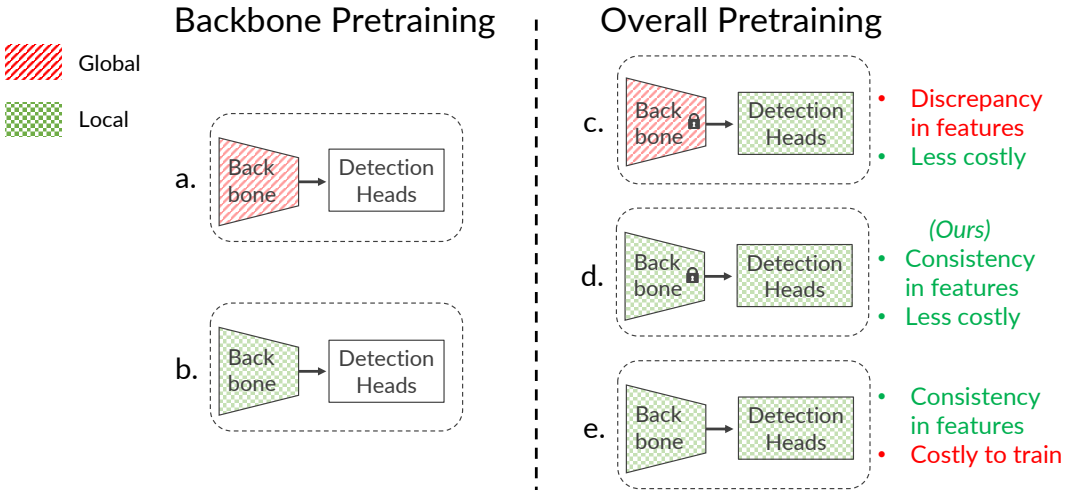 Backbone Pretraining
Overall Pretraining
Global
Local
a.
Back
bone
Detection
Heads
b.
Back
bone
Detection
Heads
c.
Back
bone
Detection
Heads
• Discrepancy
in features
• Less costly
d.
Back
bone
Detection
Heads
(Ours)
• Consistency
in features
• Less costly
e.
Back
bone
Detection
Heads
• Consistency
in features
• Costly to train